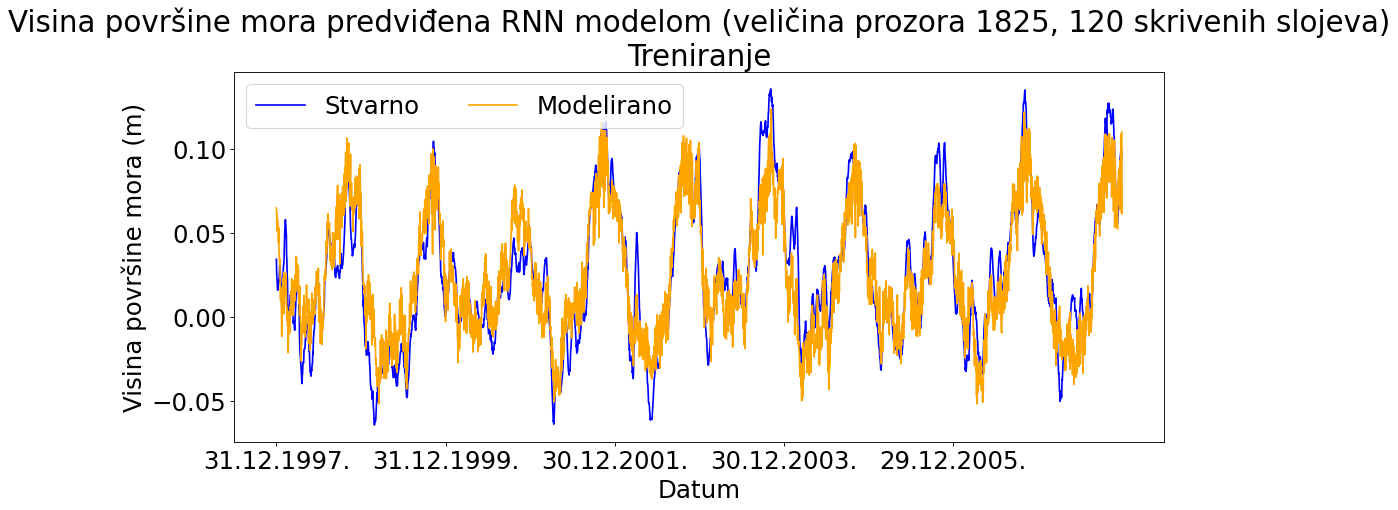 Visina površine mora predviđena RNN modelom (veličina prozora 1825, 120 skrivenih slojeva)
Treniranje
Stvarno Modelirano
Visina površine mora (m)
0.10
0.05
0.00
−0.05
31.12.1997. 31.12.1999. 30.12.2001. 30.12.2003. 29.12.2005.
Datum